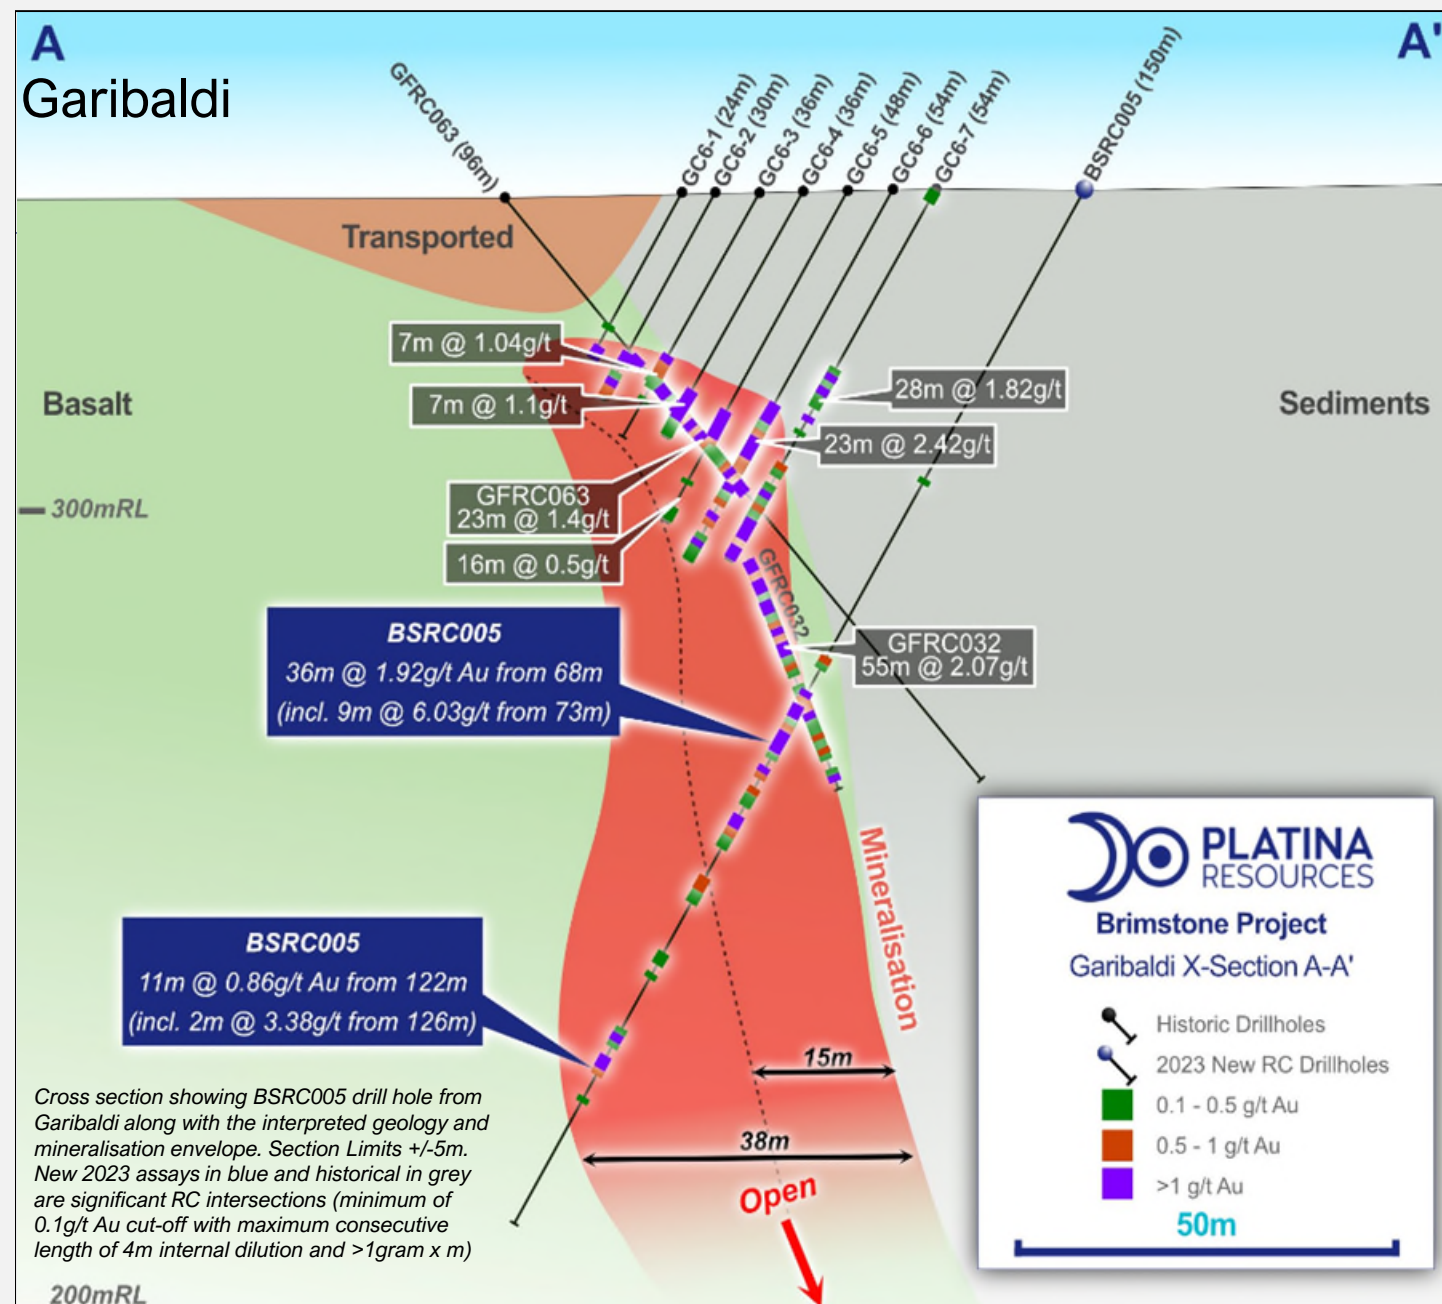 A
A'
Garibaldi
GFRC063 (96m)
GC6-1 (24m)
GC6-2 (30m)
GC6-3 (36m)
GC6-4 (36m)
GC6-5 (48m)
GC6-6 (54m)
GC6-7 (54m)
BSRC005 (150m)
Transported
Basalt
Sediments
7m @ 1.04g/t
7m @ 1.1g/t
28m @ 1.82g/t
23m @ 2.42g/t
300mRL
GFRC063
23m @ 1.4g/t
16m @ 0.5g/t
GFRC032
GFRC032
55m @ 2.07g/t
BSRC005
36m @ 1.92g/t Au from 68m
(incl. 9m @ 6.03g/t from 73m)
Mineralisation
BSRC005
11m @ 0.86g/t Au from 122m
(incl. 2m @ 3.38g/t from 126m)
15m
38m
Open
Cross section showing BSRC005 drill hole from
Garibaldi along with the interpreted geology and
mineralisation envelope. Section Limits +/-5m.
New 2023 assays in blue and historical in grey
are significant RC intersections (minimum of
0.1g/t Au cut-off with maximum consecutive
length of 4m internal dilution and >1gram x m)
200mRL
PLATINA
RESOURCES
Brimstone Project
Garibaldi X-Section A-A'
Historic Drillholes
2023 New RC Drillholes
0.1 - 0.5 g/t Au
0.5 - 1 g/t Au
>1 g/t Au
50m